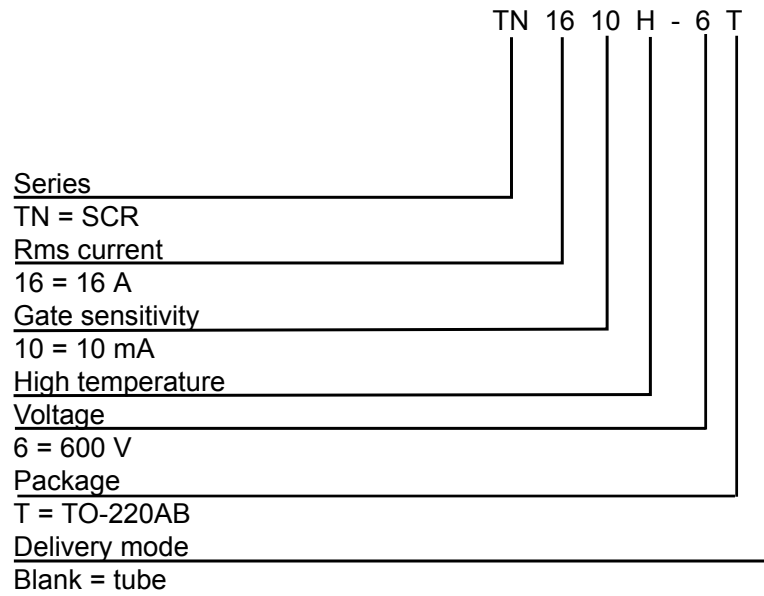 TN 16 10 H - 6 T
Series
TN = SCR
Rms current
16 = 16 A
Gate sensitivity
10 = 10 mA
High temperature
Voltage
6 = 600 V
Package
T = TO-220AB
Delivery mode
Blank = tube